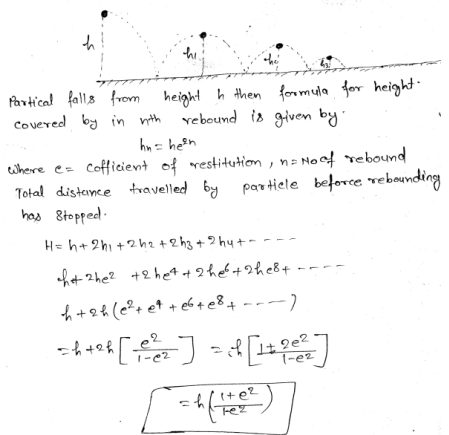 h
h1
h2
h3
Partical falls from height h then formula for height.
covered by in nth rebound is given by.
hn = he²ⁿ
where e = cofficient of restitution, n = No of rebound
Total distance travelled by particle beforce rebounding
has stopped.
H = h + 2h1 + 2h2 + 2h3 + 2h4 + - - - -
h + 2he² + 2he⁴ + 2he⁶ + 2he8 + - - - -
h + 2h (e² + e⁴ + e6 + e8 + - - - -)
= h + 2h [e²/1-e²] = h [1 + 2e²/1-e²]
= h (1+e²/1-e²)